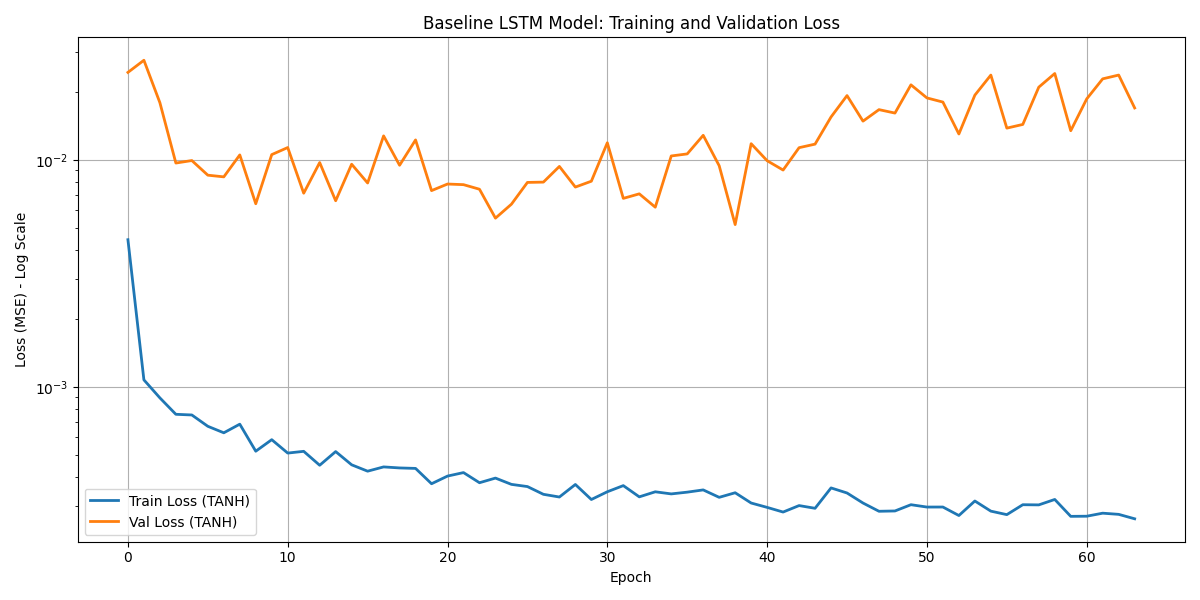 Baseline LSTM Model: Training and Validation Loss
Loss (MSE) - Log Scale
10⁻²
10⁻³
Train Loss (TANH)
Val Loss (TANH)
0 10 20 30 40 50 60
Epoch